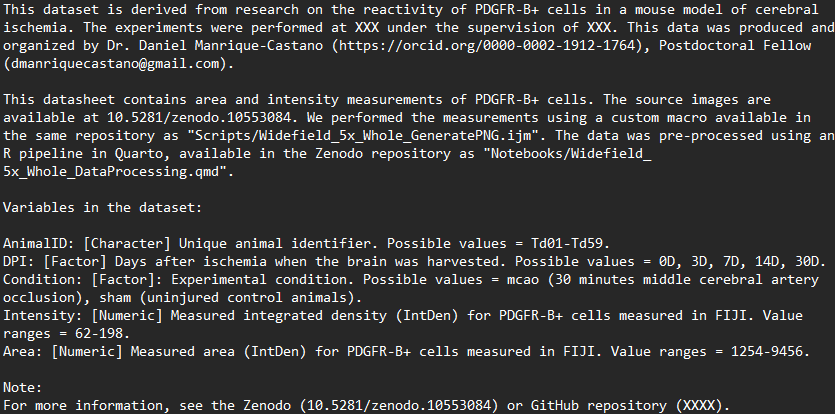 This dataset is derived from research on the reactivity of PDGFR-B+ cells in a mouse model of cerebral
ischemia. The experiments were performed at XXX under the supervision of XXX. This data was produced and
organized by Dr. Daniel Manrique-Castano (https://orcid.org/0000-0002-1912-1764), Postdoctoral Fellow
(dmanriquecastano@gmail.com).
This datasheet contains area and intensity measurements of PDGFR-B+ cells. The source images are
available at 10.5281/zenodo.10553084. We performed the measurements using a custom macro available in
the same repository as "Scripts/Widefield_5x_Whole_GeneratePNG.ijm". The data was pre-processed using an
R pipeline in Quarto, available in the Zenodo repository as "Notebooks/Widefield_
5x_Whole_DataProcessing.qmd".
Variables in the dataset:
AnimalID: [Character] Unique animal identifier. Possible values = Td01-Td59.
DPI: [Factor] Days after ischemia when the brain was harvested. Possible values = 0D, 3D, 7D, 14D, 30D.
Condition: [Factor]: Experimental condition. Possible values = mcao (30 minutes middle cerebral artery
occlusion), sham (uninjured control animals).
Intensity: [Numeric] Measured integrated density (IntDen) for PDGFR-B+ cells measured in FIJI. Value
ranges = 62-198.
Area: [Numeric] Measured area (IntDen) for PDGFR-B+ cells measured in FIJI. Value ranges = 1254-9456.
Note:
For more information, see the Zenodo (10.5281/zenodo.10553084) or GitHub repository (XXXX).